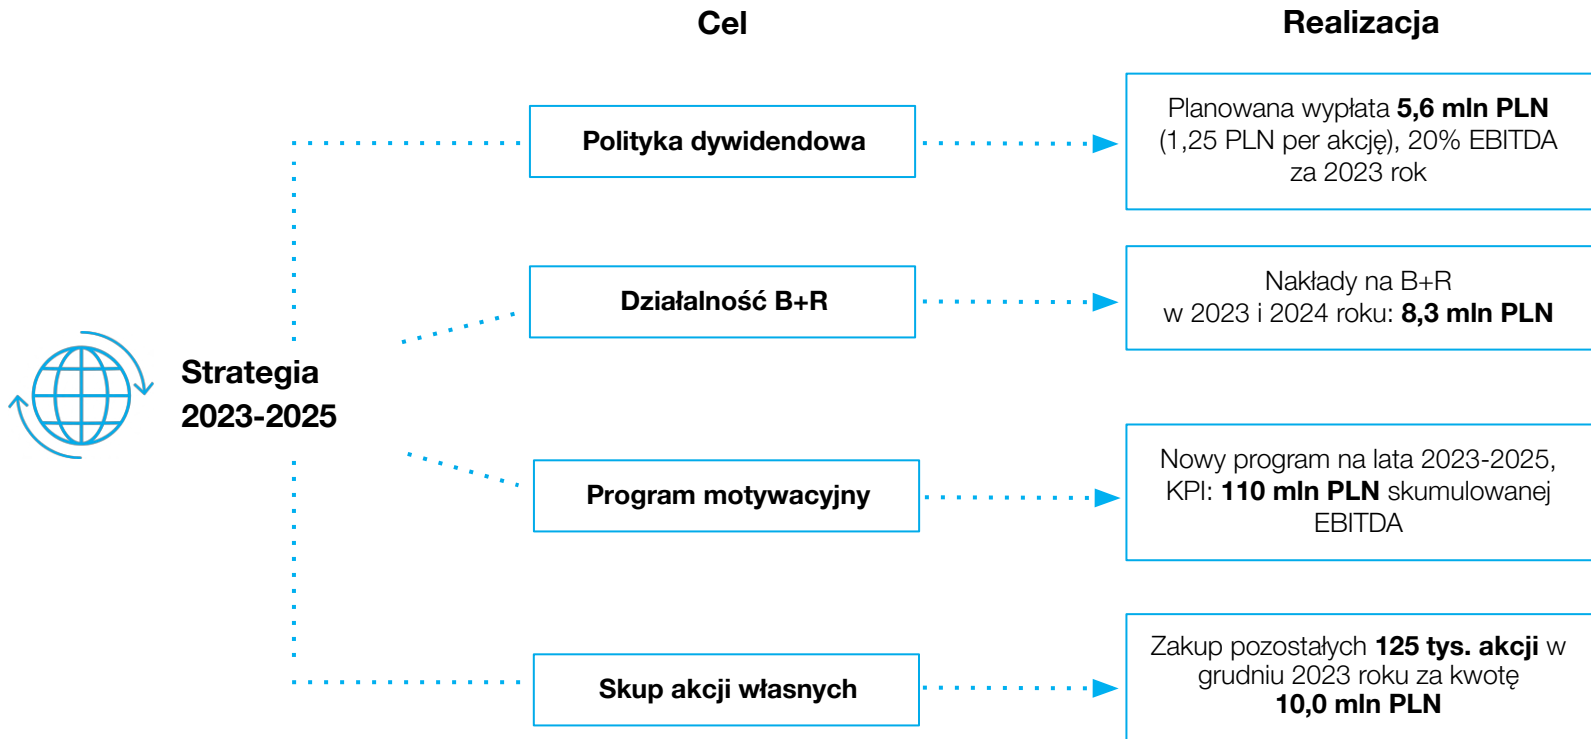 Cel
Realizacja
Polityka dywidendowa
Planowana wypłata 5,6 mln PLN
(1,25 PLN per akcję), 20% EBITDA
za 2023 rok
Działalność B+R
Nakłady na B+R
w 2023 i 2024 roku: 8,3 mln PLN
Strategia
2023-2025
Program motywacyjny
Nowy program na lata 2023-2025,
KPI: 110 mln PLN skumulowanej
EBITDA
Skup akcji własnych
Zakup pozostałych 125 tys. akcji w
grudniu 2023 roku za kwotę
10,0 mln PLN